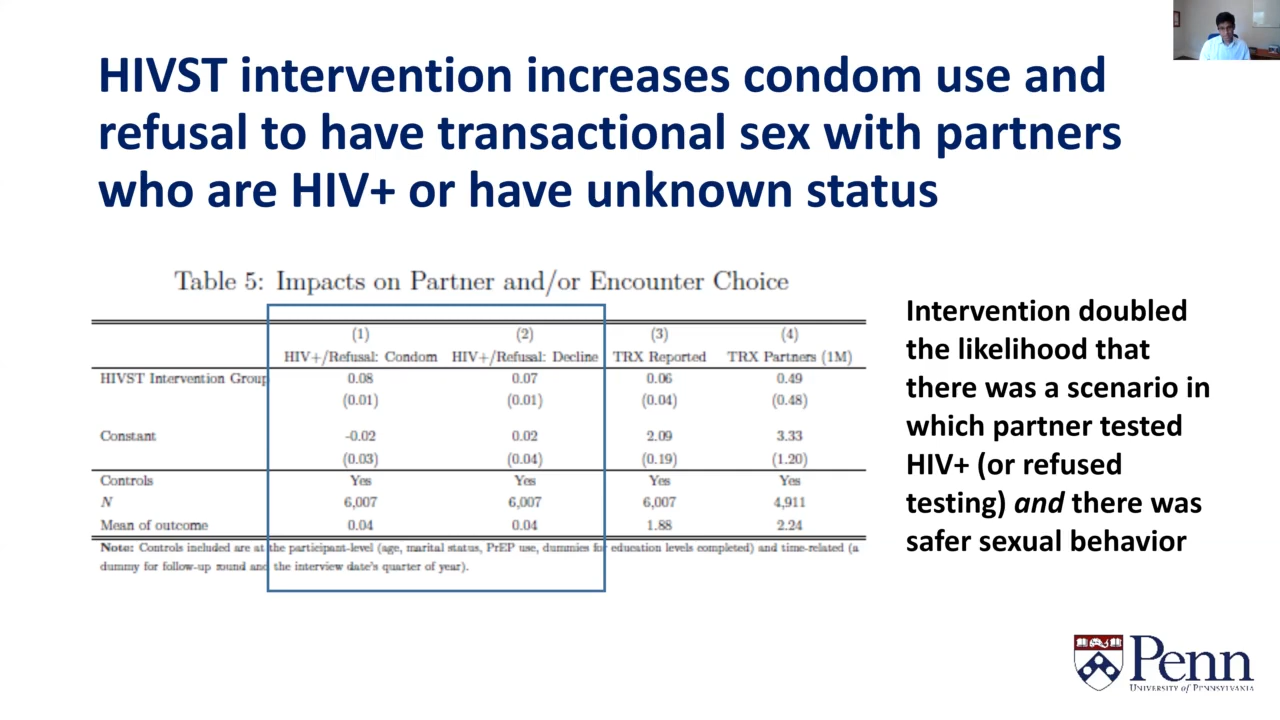 HIVST intervention increases condom use and
refusal to have transactional sex with partners
who are HIV+ or have unknown status
Table 5: Impacts on Partner and/or Encounter Choice
(1) (2) (3) (4)
HIV+/Refusal: Condom HIV+/Refusal: Decline TRX Reported TRX Partners (1M)
HIVST Intervention Group 0.08 0.07 0.06 0.49
(0.01) (0.01) (0.04) (0.48)
Constant -0.02 0.02 2.09 3.33
(0.03) (0.04) (0.19) (1.20)
Controls Yes Yes Yes Yes
N 6,007 6,007 6,007 4,911
Mean of outcome 0.04 0.04 1.88 2.24
Note: Controls included are at the participant-level (age, marital status, PrEP use, dummies for education levels completed) and time-related (a
dummy for follow-up round and the interview date's quarter of year).
Intervention doubled
the likelihood that
there was a scenario in
which partner tested
HIV+ (or refused
testing) and there was
safer sexual behavior
Penn
UNIVERSITY of PENNSYLVANIA